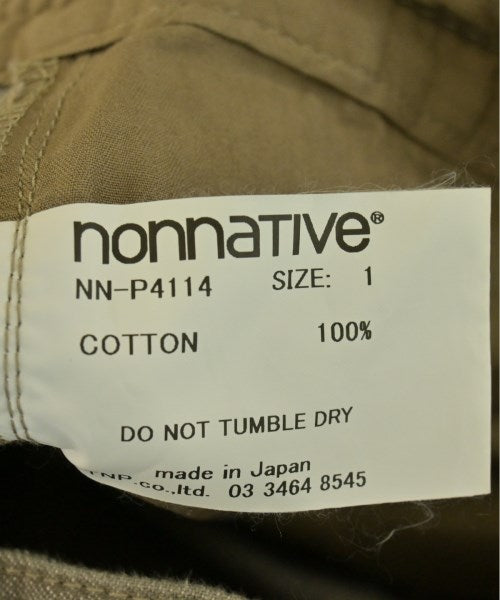 nonnaTIVe®
NN-P4114 SIZE: 1
COTTON 100%
DO NOT TUMBLE DRY
TNP made in Japan
co.,ltd. 03 3464 8545